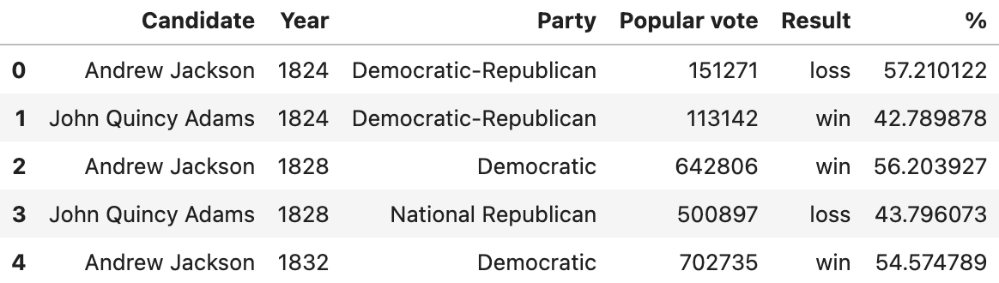 Candidate Year Party Popular vote Result %
0 Andrew Jackson 1824 Democratic-Republican 151271 loss 57.210122
1 John Quincy Adams 1824 Democratic-Republican 113142 win 42.789878
2 Andrew Jackson 1828 Democratic 642806 win 56.203927
3 John Quincy Adams 1828 National Republican 500897 loss 43.796073
4 Andrew Jackson 1832 Democratic 702735 win 54.574789